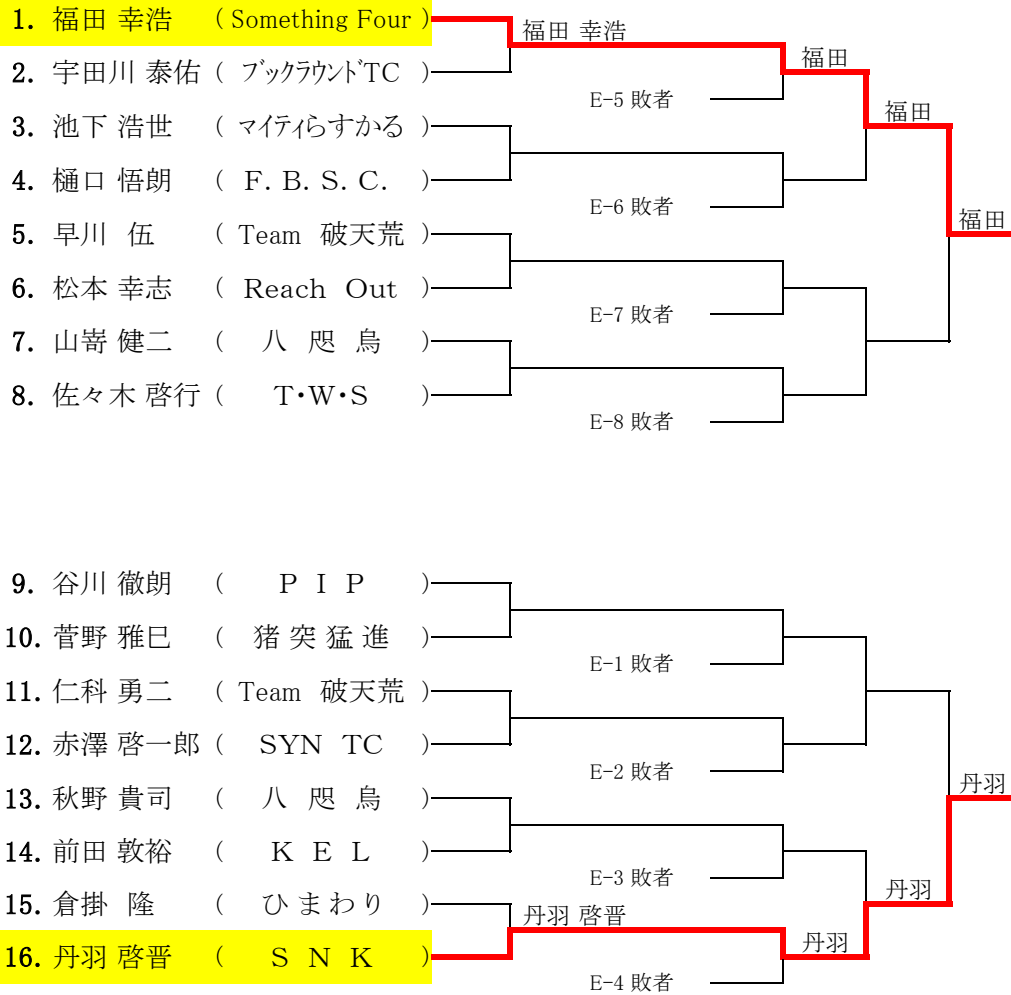 1. 福田 幸浩 ( Something Four )
福田 幸浩
2. 宇田川 泰佑 ( ブックラウンドTC )
福田
E-5 敗者
3. 池下 浩世 ( マイティらすかる )
福田
4. 樋口 悟朗 ( F. B. S. C. )
E-6 敗者
5. 早川 伍 ( Team 破天荒 )
福田
6. 松本 幸志 ( Reach Out )
E-7 敗者
7. 山嵜 健二 ( 八 咫 烏 )
8. 佐々木 啓行 ( T・W・S )
E-8 敗者
9. 谷川 徹朗 ( P I P )
10. 菅野 雅巳 ( 猪 突 猛 進 )
E-1 敗者
11. 仁科 勇二 ( Team 破天荒 )
12. 赤澤 啓一郎 ( SYN TC )
E-2 敗者
13. 秋野 貴司 ( 八 咫 烏 )
丹羽
14. 前田 敦裕 ( K E L )
E-3 敗者
丹羽
15. 倉掛 隆 ( ひ ま わ り )
丹羽 啓晋
16. 丹羽 啓晋 ( S N K )
丹羽
E-4 敗者